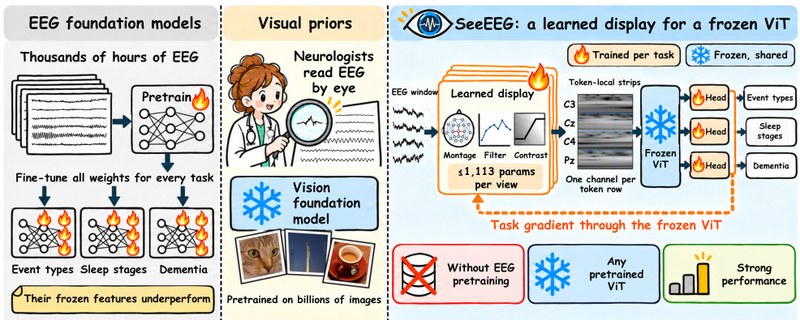 EEG foundation models
Thousands of hours of EEG
Pretrain
Fine-tune all weights for every task
Event types
Sleep stages
Dementia
Their frozen features underperform
Visual priors
Neurologists
read EEG
by eye
Vision
foundation
model
Pretrained on billions of images
SeeEEG: a learned display for a frozen ViT
Trained per task
Frozen, shared
EEG window
Learned display
Montage
Filter
Contrast
≤1,113 params
per view
Token-local strips
C3
Cz
C4
Pz
One channel per
token row
Frozen
ViT
Head
Head
Head
Event types
Sleep
stages
Dementia
Task gradient through the frozen ViT
Without EEG
pretraining
Any
pretrained
ViT
Strong
performance